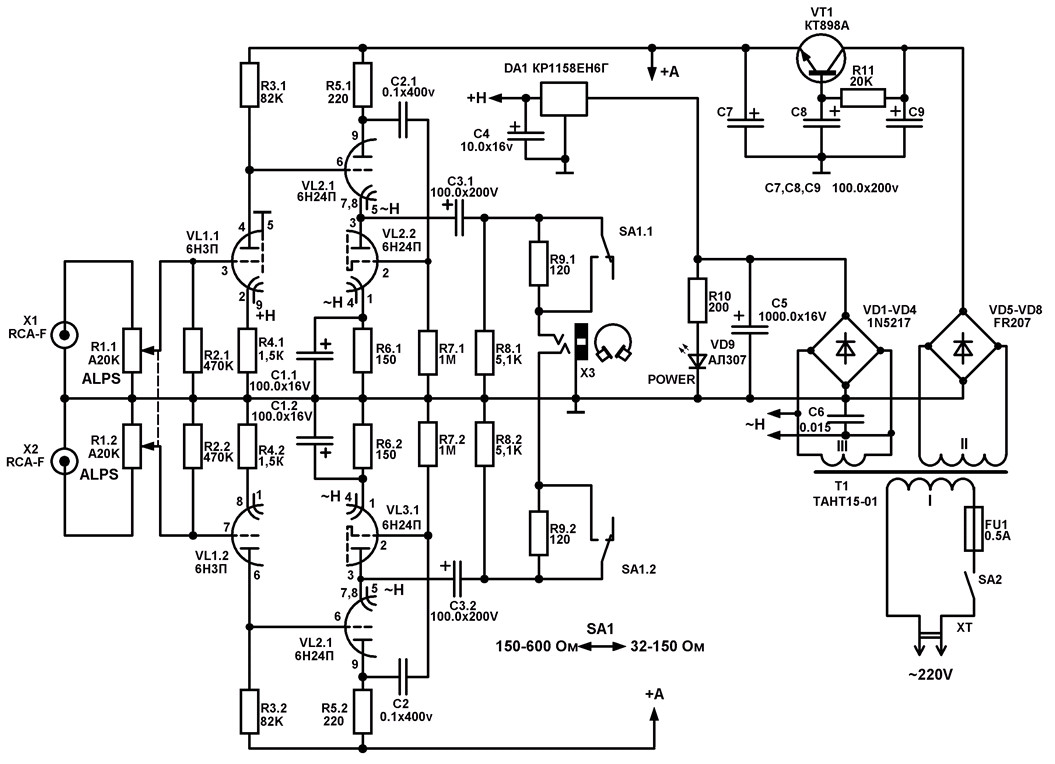 VT1
КТ898А
R11
20K
C7
C8
C9
C7,C8,C9 100.0x200v
+A
DA1 КР1158ЕН6Г
+H
C4
10.0x16v
R3.1
82K
R5.1
220
C2.1
0.1x400v
9
6
VL2.1
6Н24П
7,8
5
~H
C3.1
100.0x200V
4
5
VL1.1
6Н3П
3
2
9
+H
3
VL2.2
6Н24П
2
~H
4
1
SA1.1
R9.1
120
X1
RCA-F
R1.1
A20K
ALPS
R2.1
470K
R4.1
1,5K
C1.1
100.0x16V
R6.1
150
R7.1
1M
R8.1
5,1K
X3
R10
200
VD9
АЛ307
POWER
C5
1000.0x16V
VD1-VD4
1N5217
VD5-VD8
FR207
X2
RCA-F
R1.2
A20K
ALPS
R2.2
470K
R4.2
1,5K
C1.2
100.0x16V
R6.2
150
R7.2
1M
R8.2
5,1K
~H
C6
0.015
III
II
T1
ТАНТ15-01
I
FU1
0.5A
SA2
XT
~220V
8
1
7
VL1.2
6Н3П
6
~H
4
1
VL3.1
6Н24П
2
3
R9.2
120
SA1.2
7,8
5
~H
C3.2
100.0x200V
6
VL2.1
6Н24П
9
SA1
150-600 Ом
32-150 Ом
R3.2
82K
R5.2
220
C2
0.1x400v
+A